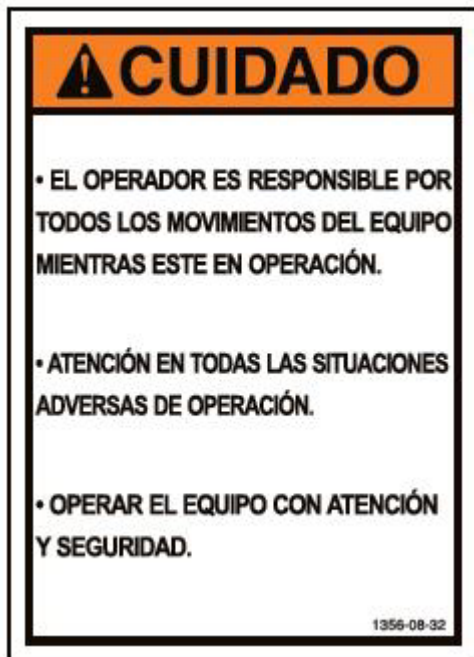 CUIDADO
• EL OPERADOR ES RESPONSIBLE POR
TODOS LOS MOVIMIENTOS DEL EQUIPO
MIENTRAS ESTE EN OPERACIÓN.
• ATENCIÓN EN TODAS LAS SITUACIONES
ADVERSAS DE OPERACIÓN.
• OPERAR EL EQUIPO CON ATENCIÓN
Y SEGURIDAD.
1356-08-32